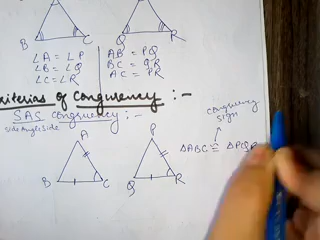 B C Q R
∠A = ∠P AB = PQ
∠B = ∠Q BC = QR
∠C = ∠R AC = PR
riterias of Congruency :-
SAS congruency :-
side Angle side
congruency
sign
A P
ΔABC ≅ ΔPQR
B C Q R